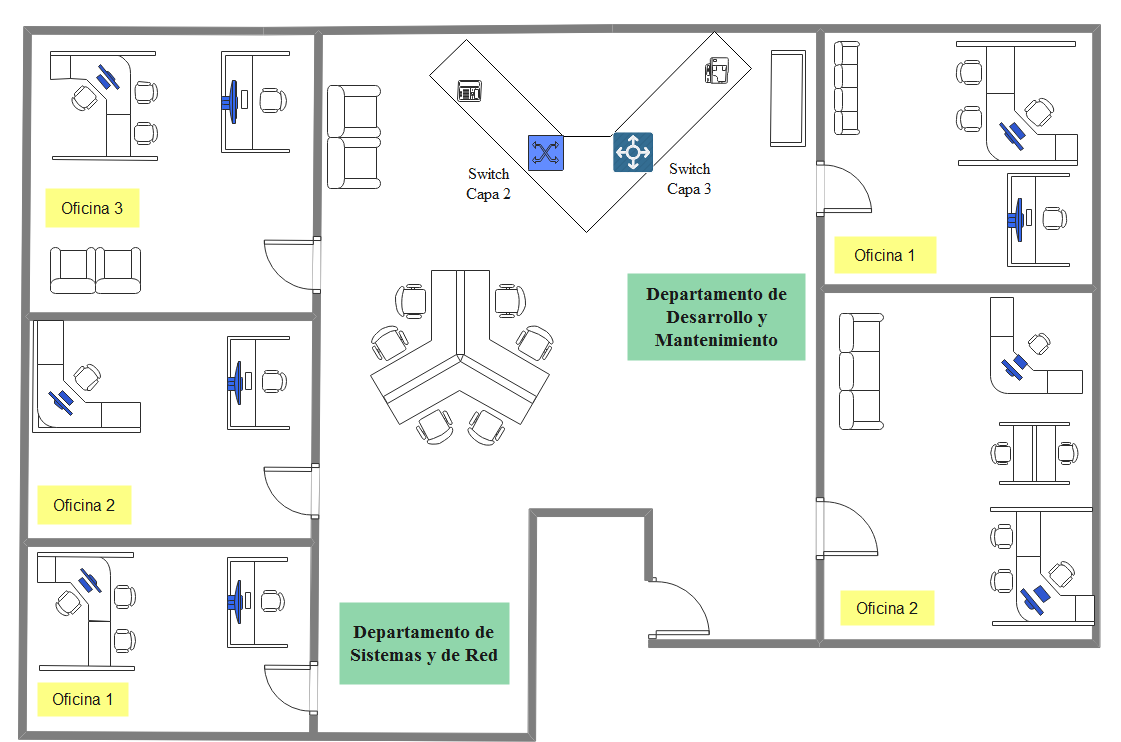 Switch
Capa 2
Switch
Capa 3
Oficina 3
Oficina 1
Departamento de
Desarrollo y
Mantenimiento
Oficina 2
Oficina 2
Departamento de
Sistemas y de Red
Oficina 1